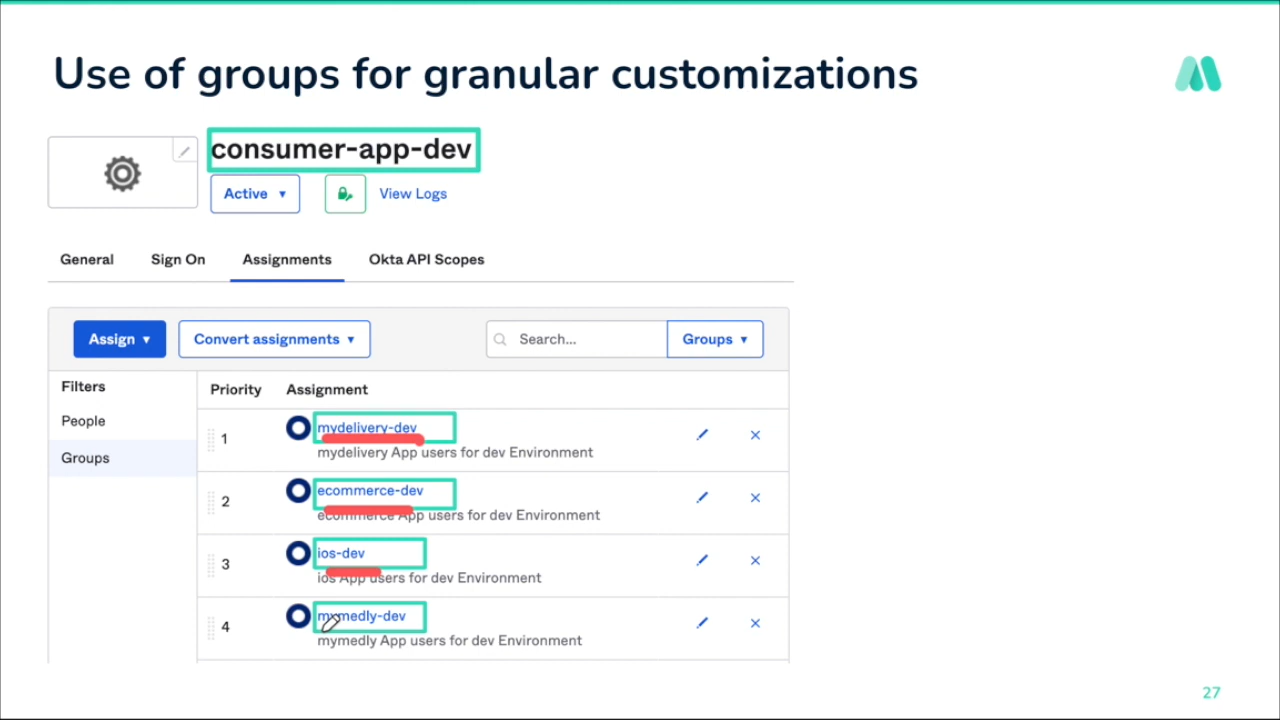 Use of groups for granular customizations
consumer-app-dev
Active
View Logs
General Sign On Assignments Okta API Scopes
Assign Convert assignments Search... Groups
Filters
People
Groups
Priority Assignment
1 mydelivery-dev
mydelivery App users for dev Environment
2 ecommerce-dev
ecommerce App users for dev Environment
3 ios-dev
ios App users for dev Environment
4 mymedly-dev
mymedly App users for dev Environment
27